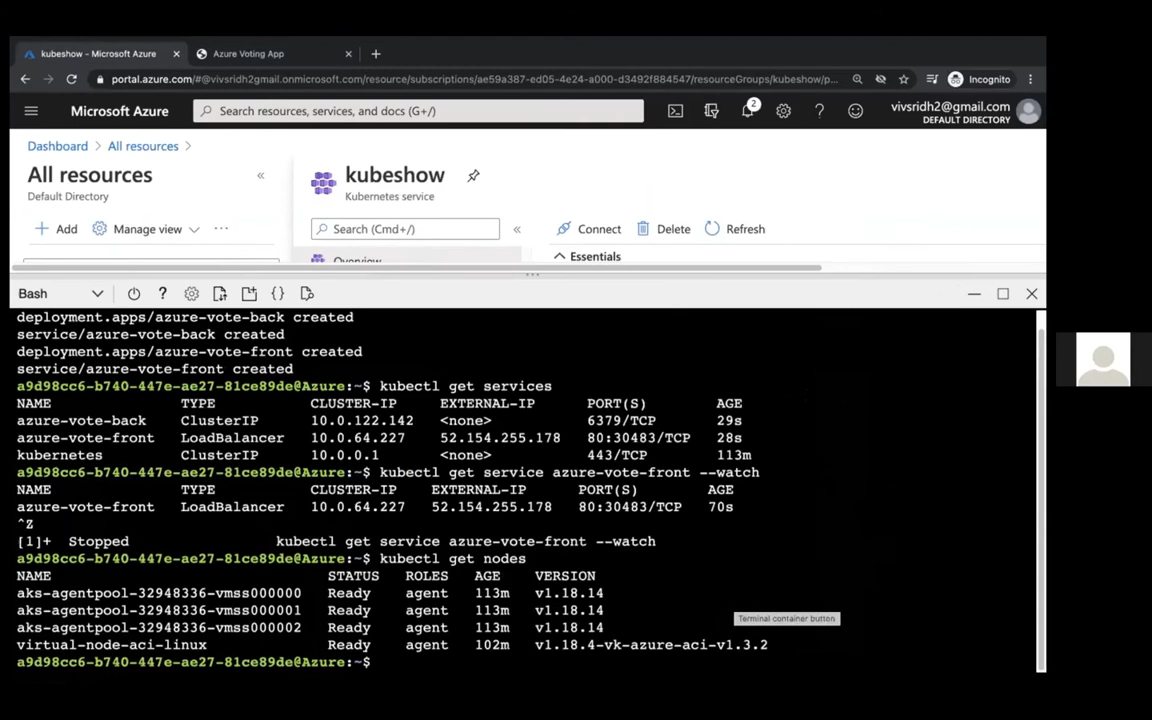 kubeshow - Microsoft Azure
Azure Voting App
portal.azure.com/#@vivsridh2gmail.onmicrosoft.com/resource/subscriptions/ae59a387-ed05-4e24-a000-d3492f884547/resourceGroups/kubeshow/p...
Incognito
Microsoft Azure
Search resources, services, and docs (G+/)
2
vivsridh2@gmail.com
DEFAULT DIRECTORY
Dashboard > All resources >
All resources
Default Directory
Add Manage view ...
kubeshow
Kubernetes service
Search (Cmd+/)
Connect Delete Refresh
Overview
Essentials
Bash
deployment.apps/azure-vote-back created
service/azure-vote-back created
deployment.apps/azure-vote-front created
service/azure-vote-front created
a9d98cc6-b740-447e-ae27-81ce89de@Azure:~$ kubectl get services
NAME TYPE CLUSTER-IP EXTERNAL-IP PORT(S) AGE
azure-vote-back ClusterIP 10.0.122.142 <none> 6379/TCP 29s
azure-vote-front LoadBalancer 10.0.64.227 52.154.255.178 80:30483/TCP 28s
kubernetes ClusterIP 10.0.0.1 <none> 443/TCP 113m
a9d98cc6-b740-447e-ae27-81ce89de@Azure:~$ kubectl get service azure-vote-front --watch
NAME TYPE CLUSTER-IP EXTERNAL-IP PORT(S) AGE
azure-vote-front LoadBalancer 10.0.64.227 52.154.255.178 80:30483/TCP 70s
^Z
[1]+ Stopped kubectl get service azure-vote-front --watch
a9d98cc6-b740-447e-ae27-81ce89de@Azure:~$ kubectl get nodes
NAME STATUS ROLES AGE VERSION
aks-agentpool-32948336-vmss000000 Ready agent 113m v1.18.14
aks-agentpool-32948336-vmss000001 Ready agent 113m v1.18.14
aks-agentpool-32948336-vmss000002 Ready agent 113m v1.18.14
virtual-node-aci-linux Ready agent 102m v1.18.4-vk-azure-aci-v1.3.2
a9d98cc6-b740-447e-ae27-81ce89de@Azure:~$
Terminal container button